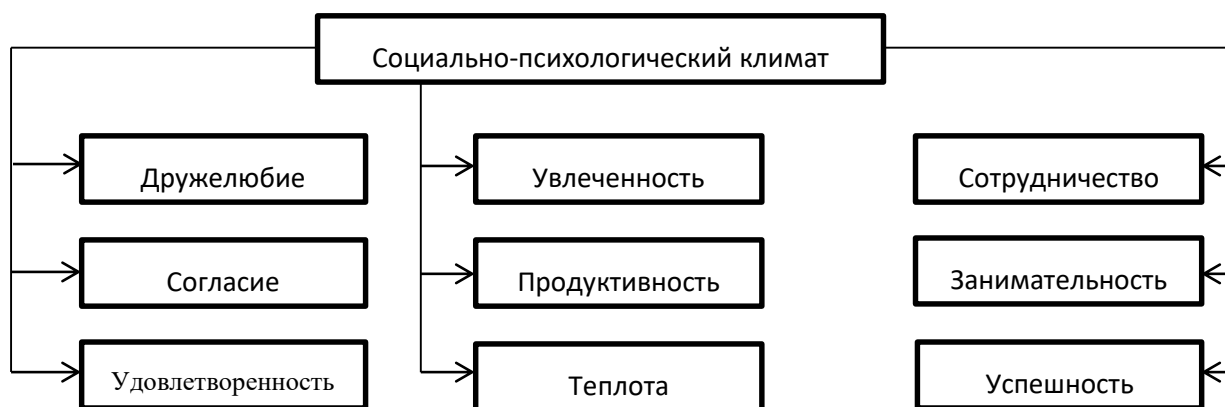 Социально-психологический климат
Дружелюбие
Увлеченность
Сотрудничество
Согласие
Продуктивность
Занимательность
Удовлетворенность
Теплота
Успешность